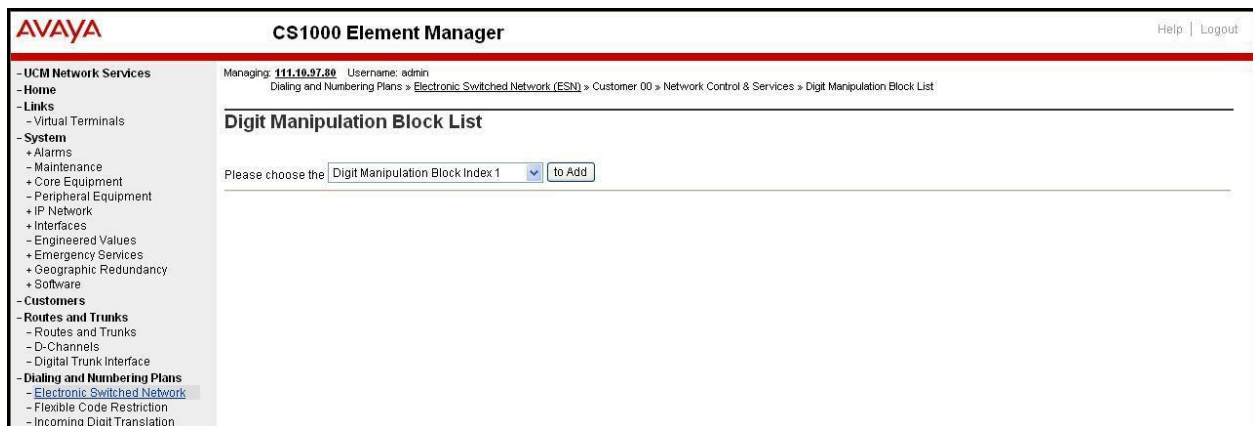 AVAYA
CS1000 Element Manager
Help | Logout
- UCM Network Services
- Home
- Links
- Virtual Terminals
- System
+ Alarms
- Maintenance
+ Core Equipment
- Peripheral Equipment
+ IP Network
+ Interfaces
- Engineered Values
+ Emergency Services
+ Geographic Redundancy
+ Software
- Customers
- Routes and Trunks
- Routes and Trunks
- D-Channels
- Digital Trunk Interface
- Dialing and Numbering Plans
- Electronic Switched Network
- Flexible Code Restriction
- Incoming Digit Translation
Managing: 111.10.97.80 Username: admin
Dialing and Numbering Plans » Electronic Switched Network (ESN) » Customer 00 » Network Control & Services » Digit Manipulation Block List
Digit Manipulation Block List
Please choose the Digit Manipulation Block Index 1 to Add